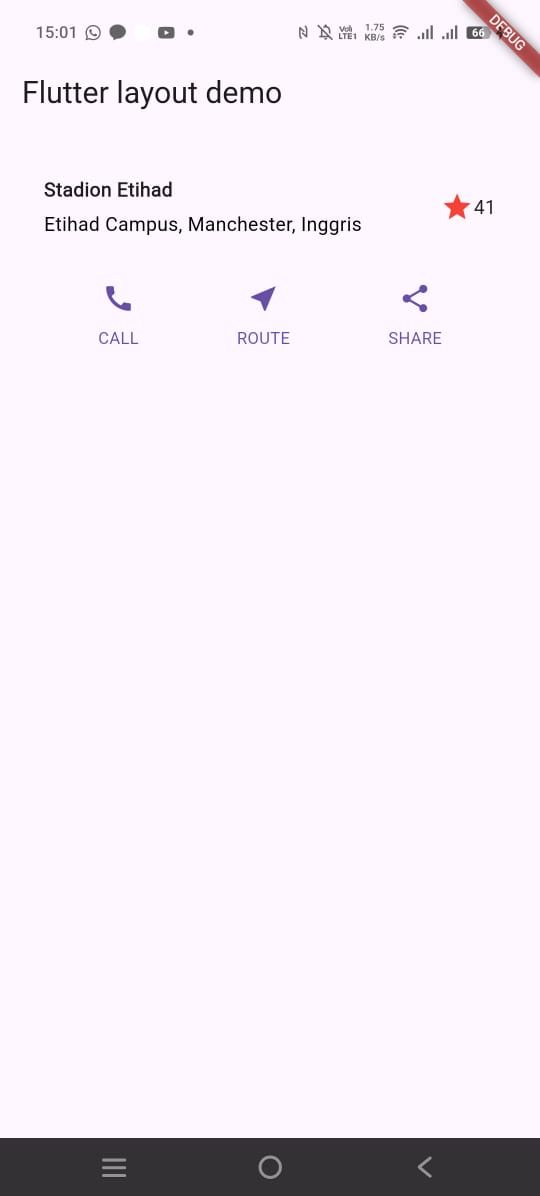 15:01 Vo) LTE1 1.75 KB/s 66
DEBUG
Flutter layout demo
Stadion Etihad
Etihad Campus, Manchester, Inggris
41
CALL ROUTE SHARE